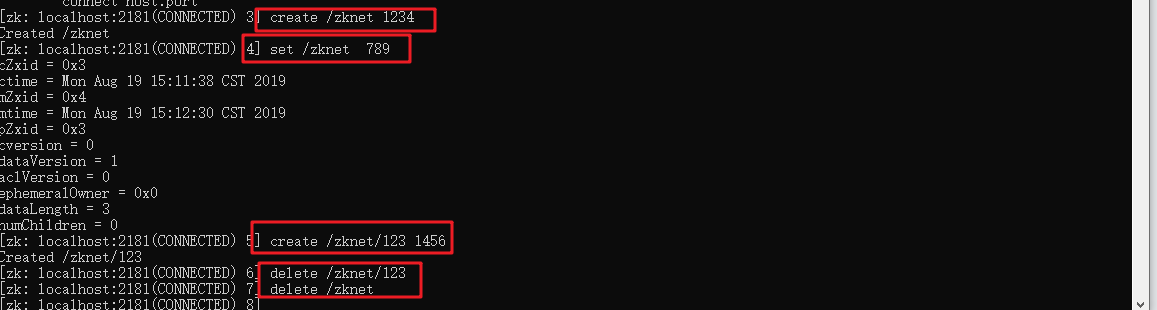 connect host:port
[zk: localhost:2181(CONNECTED) 3] create /zknet 1234
Created /zknet
[zk: localhost:2181(CONNECTED) 4] set /zknet  789
cZxid = 0x3
ctime = Mon Aug 19 15:11:38 CST 2019
mZxid = 0x4
mtime = Mon Aug 19 15:12:30 CST 2019
pZxid = 0x3
cversion = 0
dataVersion = 1
aclVersion = 0
ephemeralOwner = 0x0
dataLength = 3
numChildren = 0
[zk: localhost:2181(CONNECTED) 5] create /zknet/123 1456
Created /zknet/123
[zk: localhost:2181(CONNECTED) 6] delete /zknet/123
[zk: localhost:2181(CONNECTED) 7] delete /zknet
[zk: localhost:2181(CONNECTED) 8]